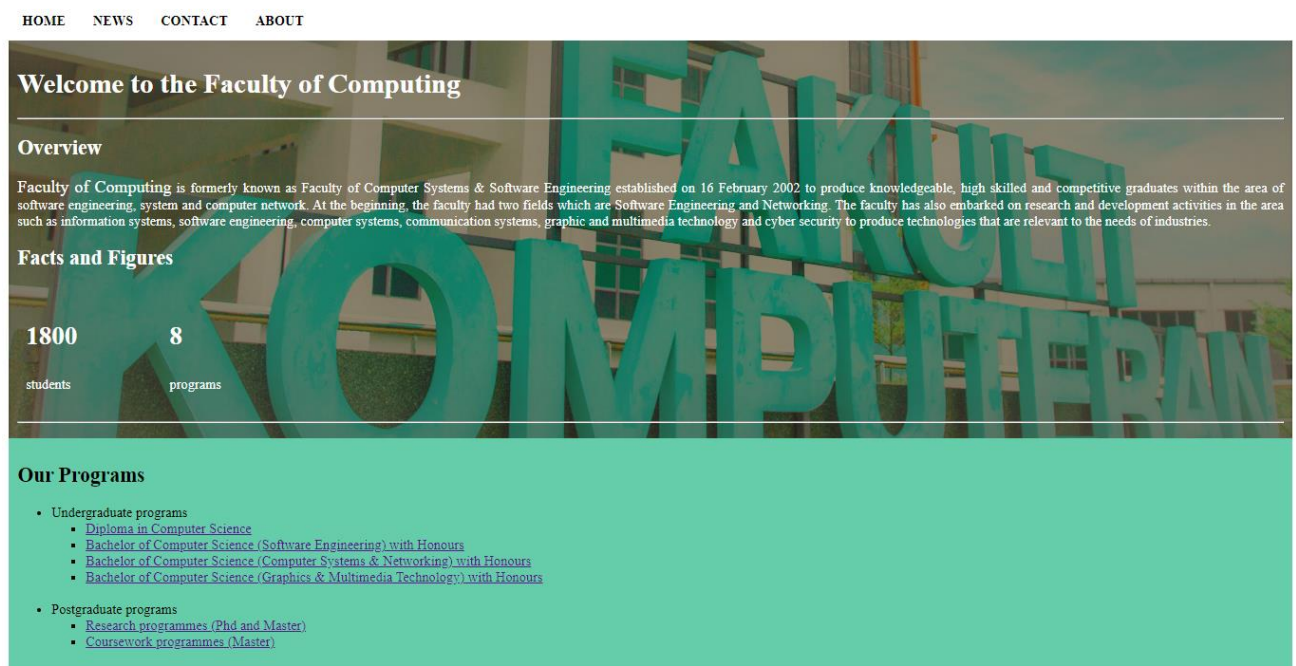 HOME NEWS CONTACT ABOUT
Welcome to the Faculty of Computing
Overview
Faculty of Computing is formerly known as Faculty of Computer Systems & Software Engineering established on 16 February 2002 to produce knowledgeable, high skilled and competitive graduates within the area of
software engineering, system and computer network. At the beginning, the faculty had two fields which are Software Engineering and Networking. The faculty has also embarked on research and development activities in the area
such as information systems, software engineering, computer systems, communication systems, graphic and multimedia technology and cyber security to produce technologies that are relevant to the needs of industries.
Facts and Figures
1800 8
students programs
FAKULTI
KOMPUTERAN
Our Programs
Undergraduate programs
Diploma in Computer Science
Bachelor of Computer Science (Software Engineering) with Honours
Bachelor of Computer Science (Computer Systems & Networking) with Honours
Bachelor of Computer Science (Graphics & Multimedia Technology) with Honours
Postgraduate programs
Research programmes (Phd and Master)
Coursework programmes (Master)